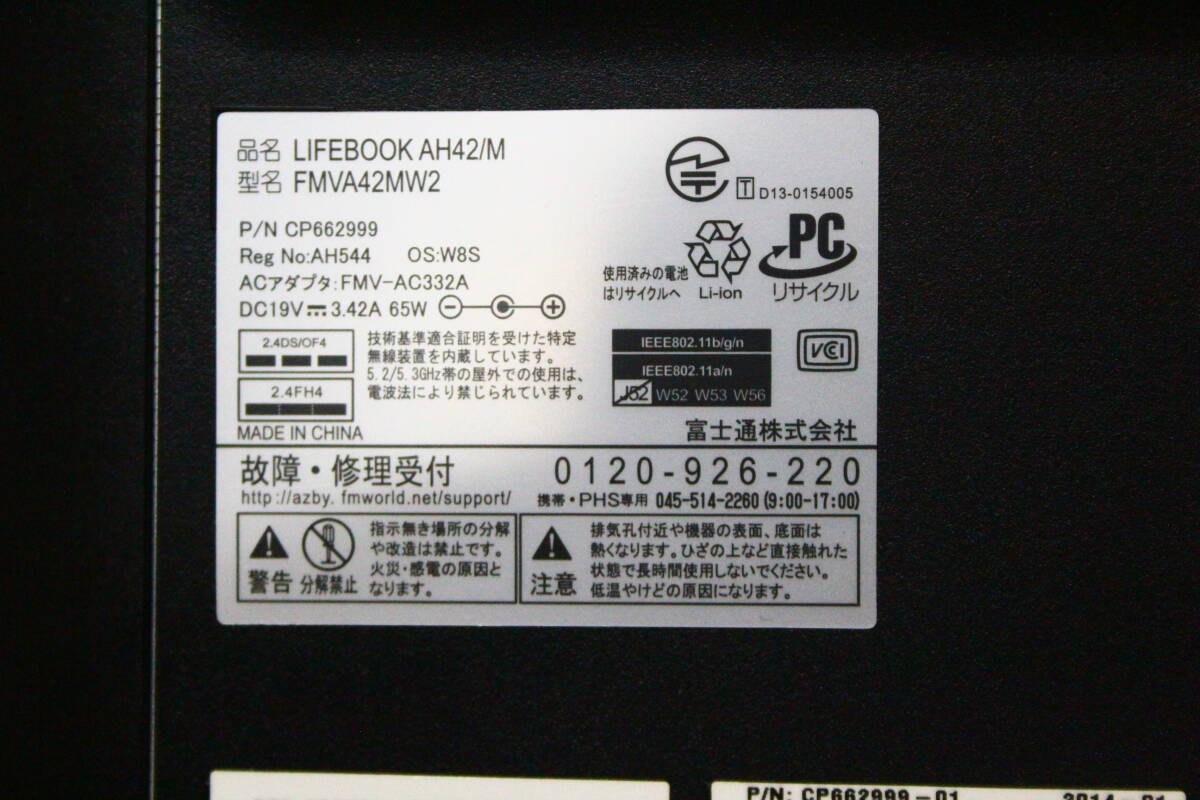 品名 LIFEBOOK AH42/M
型名 FMVA42MW2
T D13-0154005
P/N CP662999
Reg No:AH544 OS:W8S
ACアダプタ:FMV-AC332A
DC19V 3.42A 65W
使用済みの電池
はリサイクルへ
Li-ion
PC
リサイクル
2.4DS/OF4
2.4FH4
技術基準適合証明を受けた特定
無線装置を内蔵しています。
5.2/5.3GHz帯の屋外での使用は、
電波法により禁じられています。
IEEE802.11b/g/n
IEEE802.11a/n
J52 W52 W53 W56
VCCI
MADE IN CHINA
富士通株式会社
故障・修理受付 0120-926-220
http://azby.fmworld.net/support/ 携帯・PHS専用 045-514-2260 (9:00-17:00)
警告
分解禁止
指示無き場所の分解
や改造は禁止です。
火災・感電の原因と
なります。
注意
排気孔付近や機器の表面、底面は
熱くなります。ひざの上など直接触れた
状態で長時間使用しないでください。
低温やけどの原因になります。
P/N: CP662999-01